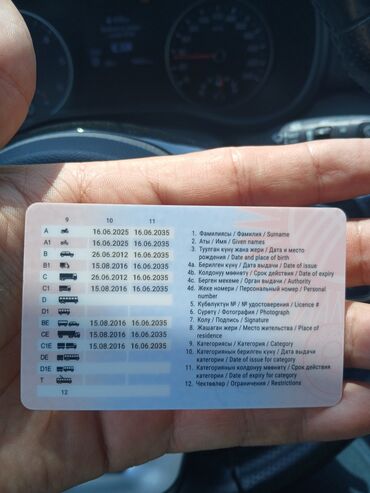 9 10 11
A 16.06.2025 16.06.2035
A1 16.06.2025 16.06.2035
B 26.06.2012 16.06.2035
B1 15.08.2016 16.06.2035
C 26.06.2012 16.06.2035
C1 15.08.2016 16.06.2035
D
D1
BE 15.08.2016 16.06.2035
CE 15.08.2016 16.06.2035
C1E 15.08.2016 16.06.2035
DE
D1E
T
12
1. Фамилиясы / Фамилия / Surname
2. Аты / Имя / Given names
3. Туулган күнү жана жери / Дата и место
рождения / Date and place of birth
4a. Берилген күнү / Дата выдачи / Date of issue
4b. Колдонуу мөөнөтү / Срок действия / Date of expiry
4c. Берген мекеме / Орган выдачи / Authority
4d. Жеке номери / Персональный номер / Personal
number
5. Күбөлүктүн № / № удостоверения / Licence #
6. Сүрөтү / Фотография / Photograph
7. Колу / Подпись / Signature
8. Жашаган жери / Место жительства / Place of
residence
9. Категориясы / Категория / Category
10. Категориянын берилген күнү / Дата выдачи
категории / Date of issue for category
11. Категориянын колдонуу мөөнөтү / Срок действия
категории / Date of expiry for category
12. Чектөөлөр / Ограничения / Restrictions